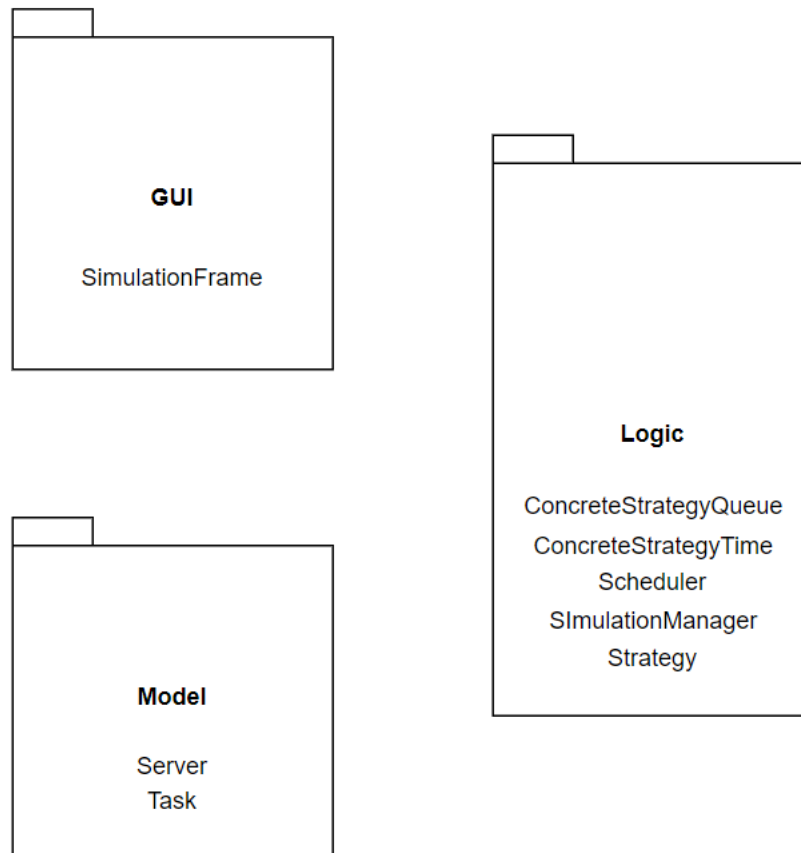 GUI
SimulationFrame
Logic
ConcreteStrategyQueue
ConcreteStrategyTime
Scheduler
SImulationManager
Strategy
Model
Server
Task